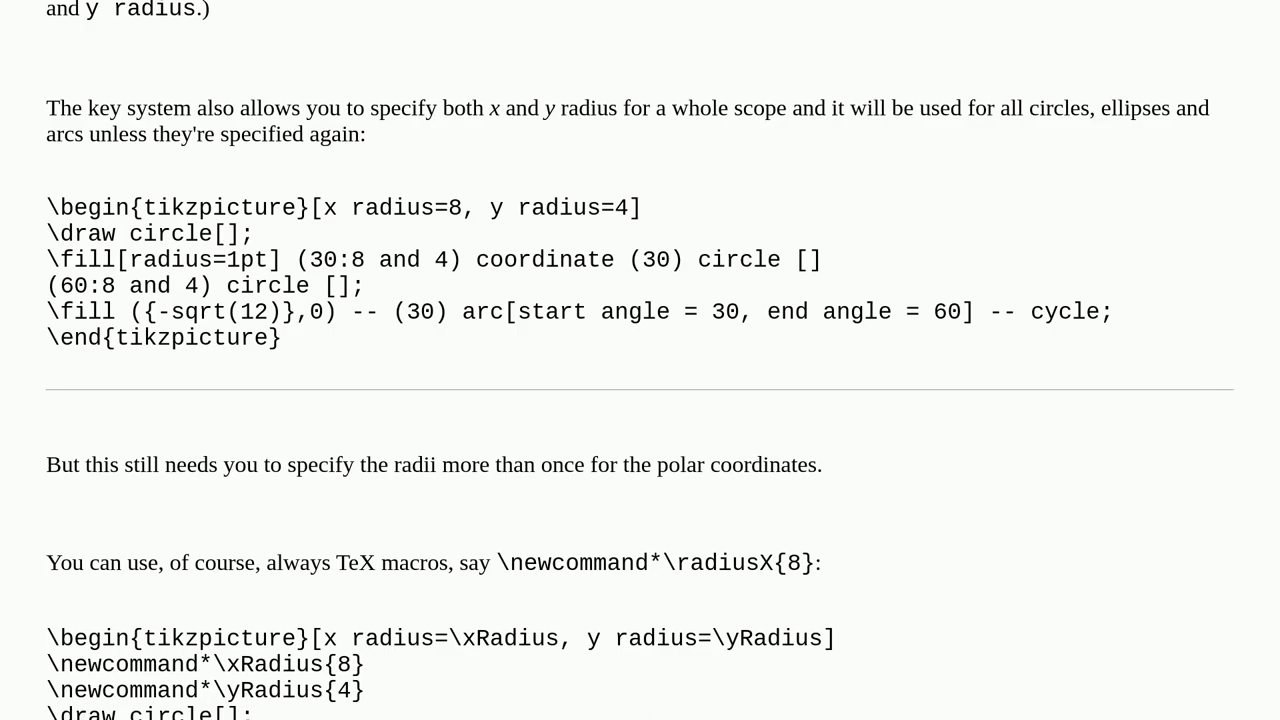 and y radius.)
The key system also allows you to specify both x and y radius for a whole scope and it will be used for all circles, ellipses and
arcs unless they're specified again:
\begin{tikzpicture}[x radius=8, y radius=4]
\draw circle[];
\fill[radius=1pt] (30:8 and 4) coordinate (30) circle []
(60:8 and 4) circle [];
\fill ({-sqrt(12)},0) -- (30) arc[start angle = 30, end angle = 60] -- cycle;
\end{tikzpicture}
But this still needs you to specify the radii more than once for the polar coordinates.
You can use, of course, always TeX macros, say \newcommand*\radiusX{8}:
\begin{tikzpicture}[x radius=\xRadius, y radius=\yRadius]
\newcommand*\xRadius{8}
\newcommand*\yRadius{4}
\draw circle[];